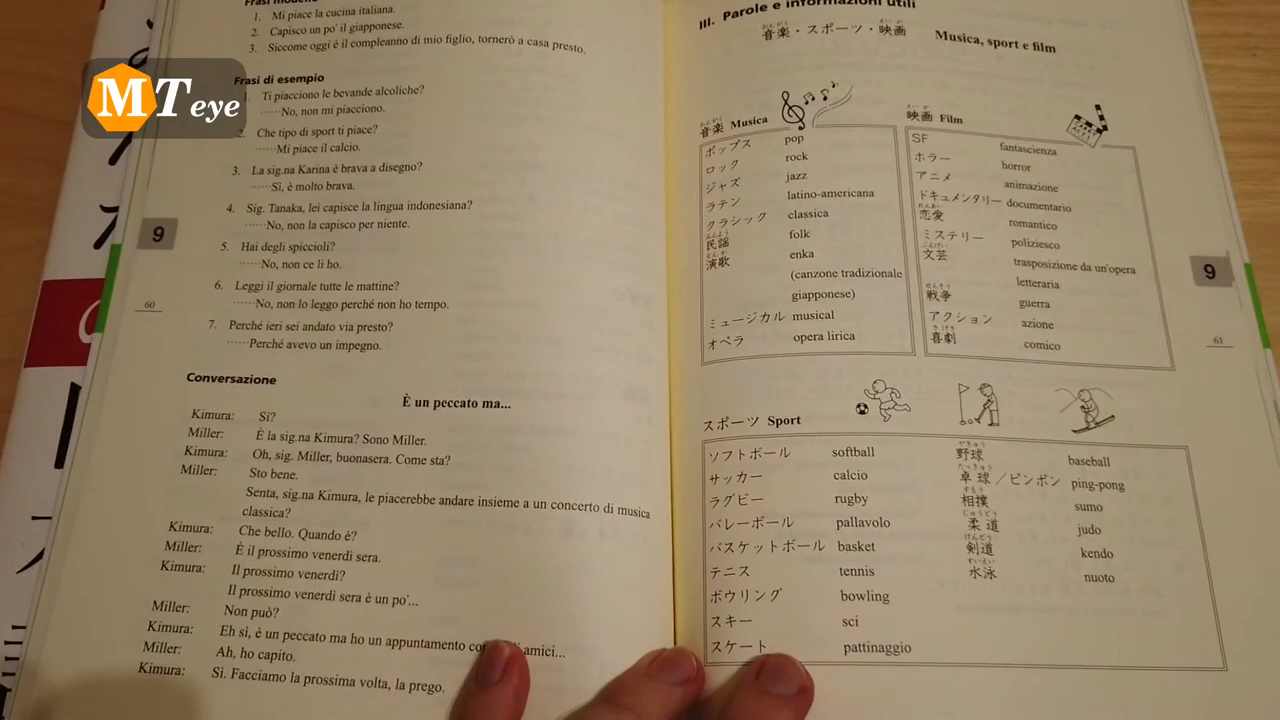 MT eye
Frasi modello
1. Mi piace la cucina italiana.
2. Capisco un po' il giapponese.
3. Siccome oggi è il compleanno di mio figlio, tornerò a casa presto.
Frasi di esempio
1. Ti piacciono le bevande alcoliche?
······No, non mi piacciono.
2. Che tipo di sport ti piace?
······Mi piace il calcio.
3. La sig.na Karina è brava a disegno?
······Sì, è molto brava.
4. Sig. Tanaka, lei capisce la lingua indonesiana?
······No, non la capisco per niente.
5. Hai degli spiccioli?
······No, non ce li ho.
6. Leggi il giornale tutte le mattine?
······No, non lo leggo perché non ho tempo.
7. Perché ieri sei andato via presto?
······Perché avevo un impegno.
9
60
Conversazione
È un peccato ma...
Kimura: Sì?
Miller: È la sig.na Kimura? Sono Miller.
Kimura: Oh, sig. Miller, buonasera. Come sta?
Miller: Sto bene.
Senta, sig.na Kimura, le piacerebbe andare insieme a un concerto di musica
classica?
Kimura: Che bello. Quando è?
Miller: È il prossimo venerdì sera.
Kimura: Il prossimo venerdì?
Il prossimo venerdì sera è un po'...
Miller: Non può?
Kimura: Eh sì, è un peccato ma ho un appuntamento amici...
Miller: Ah, ho capito.
Kimura: Sì. Facciamo la prossima volta, la prego.
III. Parole e informazioni utili
音楽・スポーツ・映画 Musica, sport e film
音楽 Musica
ポップス pop
ロック rock
ジャズ jazz
ラテン latino-americana
クラシック classica
民謡 folk
演歌 enka
(canzone tradizionale
giapponese)
ミュージカル musical
オペラ opera lirica
映画 Film
SF fantascienza
ホラー horror
アニメ animazione
ドキュメンタリー documentario
恋愛 romantico
ミステリー poliziesco
文芸 trasposizione da un'opera
letteraria
戦争 guerra
アクション azione
喜劇 comico
9
61
スポーツ Sport
ソフトボール softball
サッカー calcio
ラグビー rugby
バレーボール pallavolo
バスケットボール basket
テニス tennis
ボウリング bowling
スキー sci
スケート pattinaggio
野球 baseball
卓球／ピンポン ping-pong
相撲 sumo
柔道 judo
剣道 kendo
水泳 nuoto